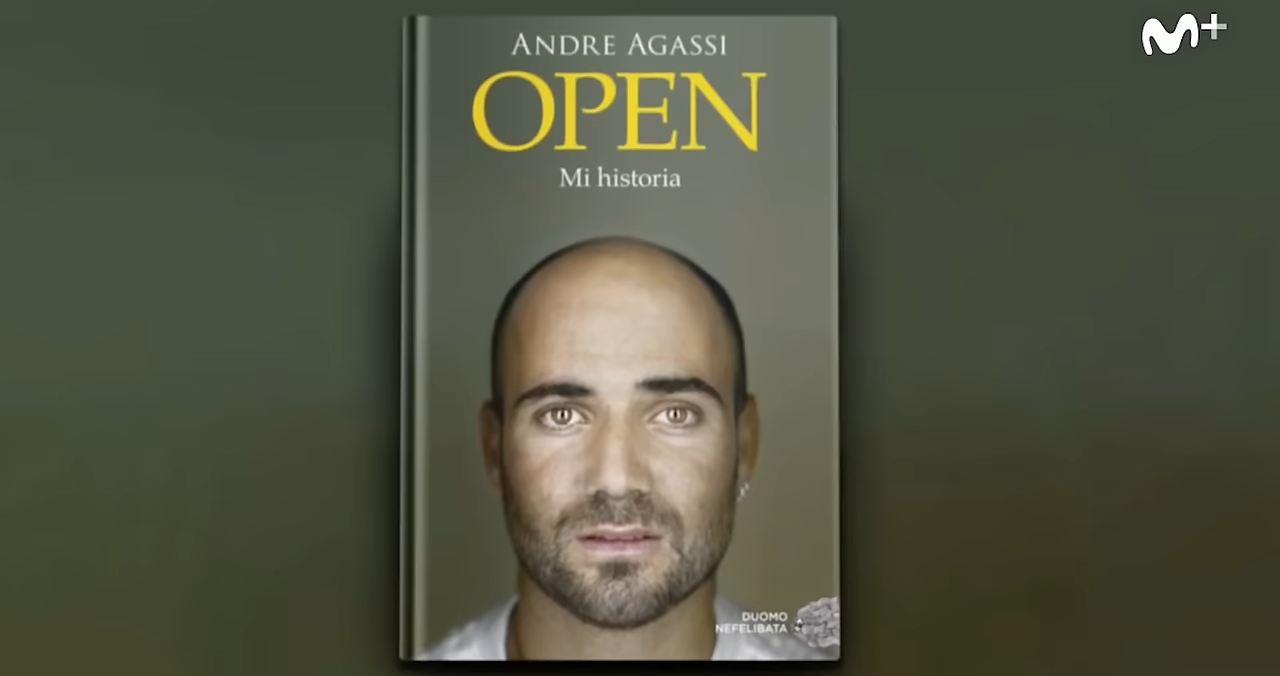 ANDRE AGASSI
OPEN
Mi historia
DUOMO
NEFELIBATA
M+